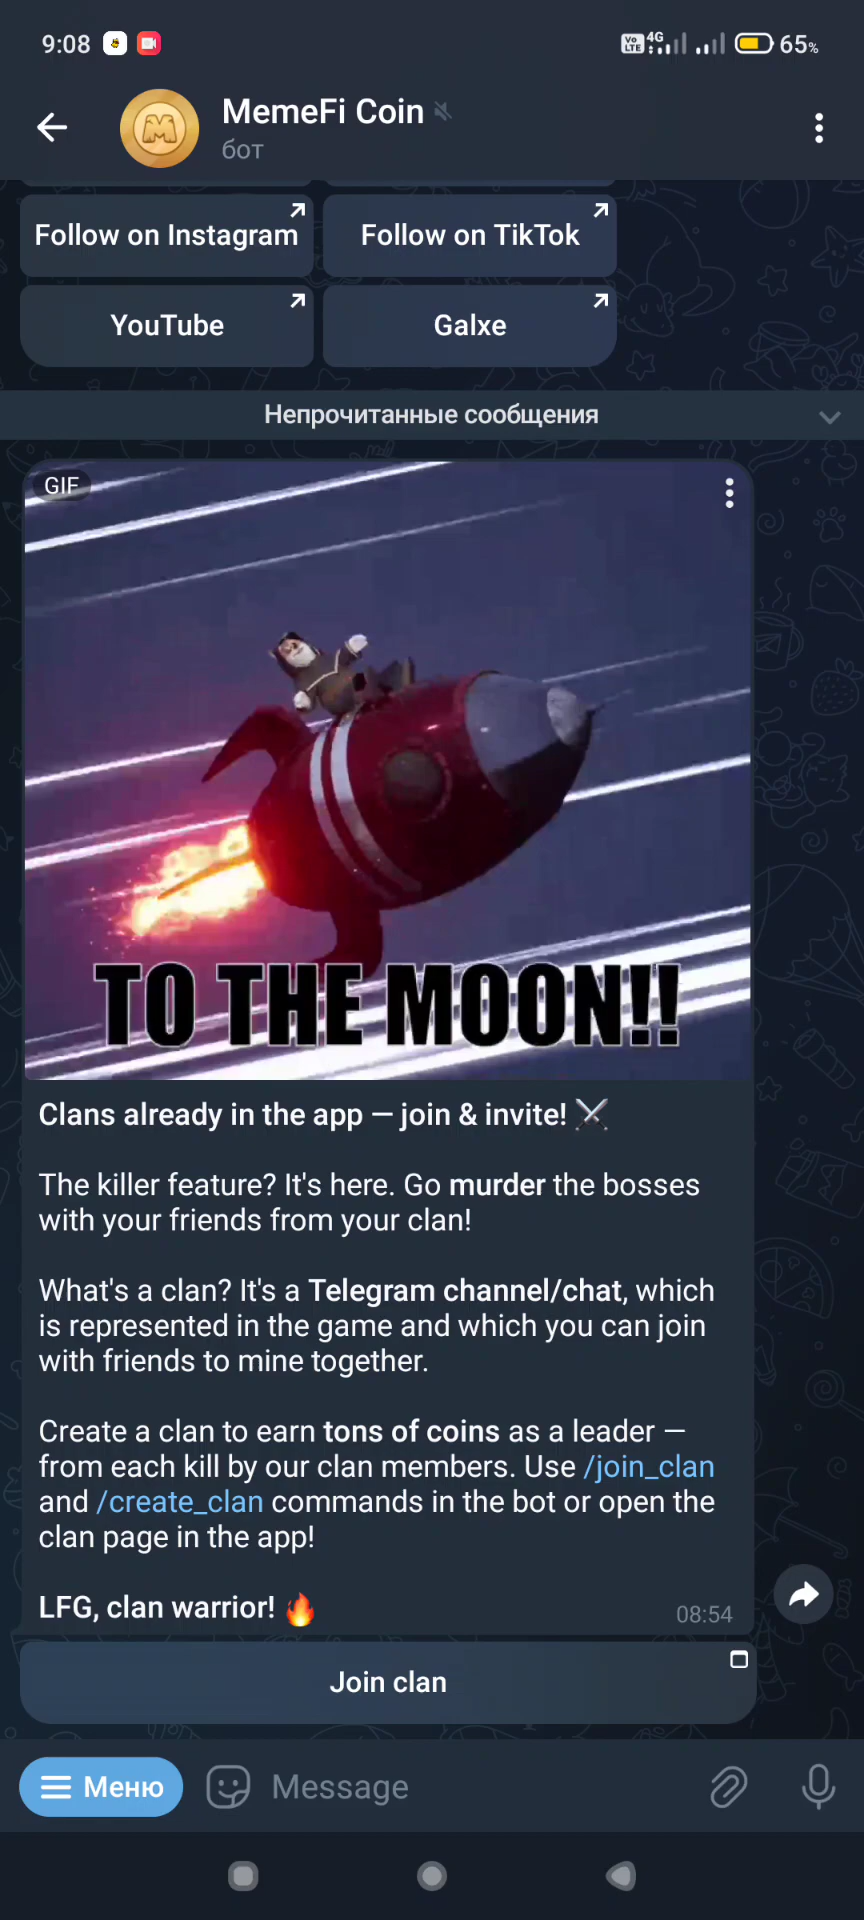 9:08
Vo LTE 4G 65%
MemeFi Coin
бот
Follow on Instagram
Follow on TikTok
YouTube
Galxe
Непрочитанные сообщения
GIF
TO THE MOON!!
Clans already in the app — join & invite! ⚔️
The killer feature? It's here. Go murder the bosses
with your friends from your clan!
What's a clan? It's a Telegram channel/chat, which
is represented in the game and which you can join
with friends to mine together.
Create a clan to earn tons of coins as a leader —
from each kill by our clan members. Use /join_clan
and /create_clan commands in the bot or open the
clan page in the app!
LFG, clan warrior! 🔥
08:54
Join clan
Меню
Message